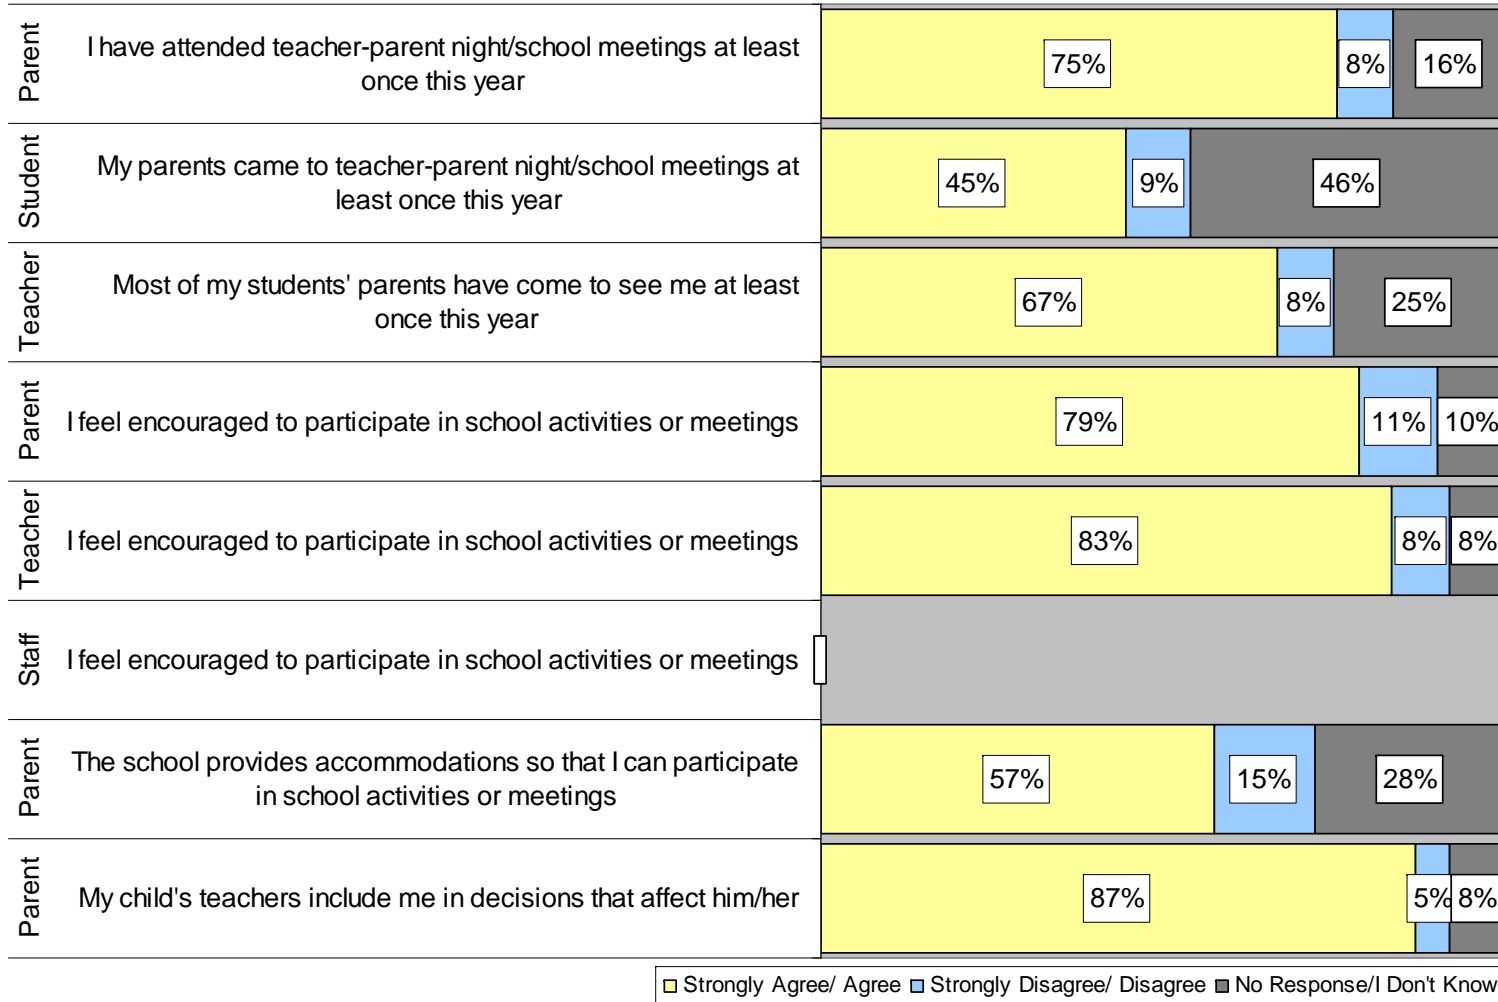 Parent
I have attended teacher-parent night/school meetings at least
once this year
75%
8%
16%
Student
My parents came to teacher-parent night/school meetings at
least once this year
45%
9%
46%
Teacher
Most of my students' parents have come to see me at least
once this year
67%
8%
25%
Parent
I feel encouraged to participate in school activities or meetings
79%
11%
10%
Teacher
I feel encouraged to participate in school activities or meetings
83%
8%
8%
Staff
I feel encouraged to participate in school activities or meetings
Parent
The school provides accommodations so that I can participate
in school activities or meetings
57%
15%
28%
Parent
My child's teachers include me in decisions that affect him/her
87%
5%
8%
Strongly Agree/ Agree
Strongly Disagree/ Disagree
No Response/I Don't Know